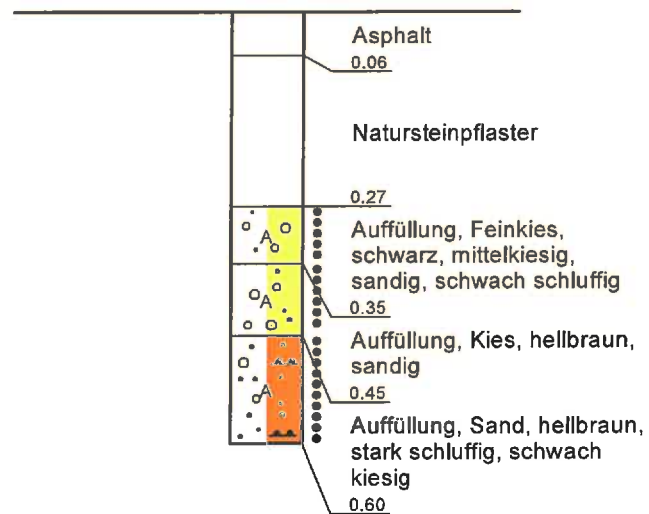 Asphalt
0.06
Natursteinpflaster
0.27
Auffüllung, Feinkies,
schwarz, mittelkiesig,
sandig, schwach schluffig
0.35
Auffüllung, Kies, hellbraun,
sandig
0.45
Auffüllung, Sand, hellbraun,
stark schluffig, schwach
kiesig
0.60
A
A
A